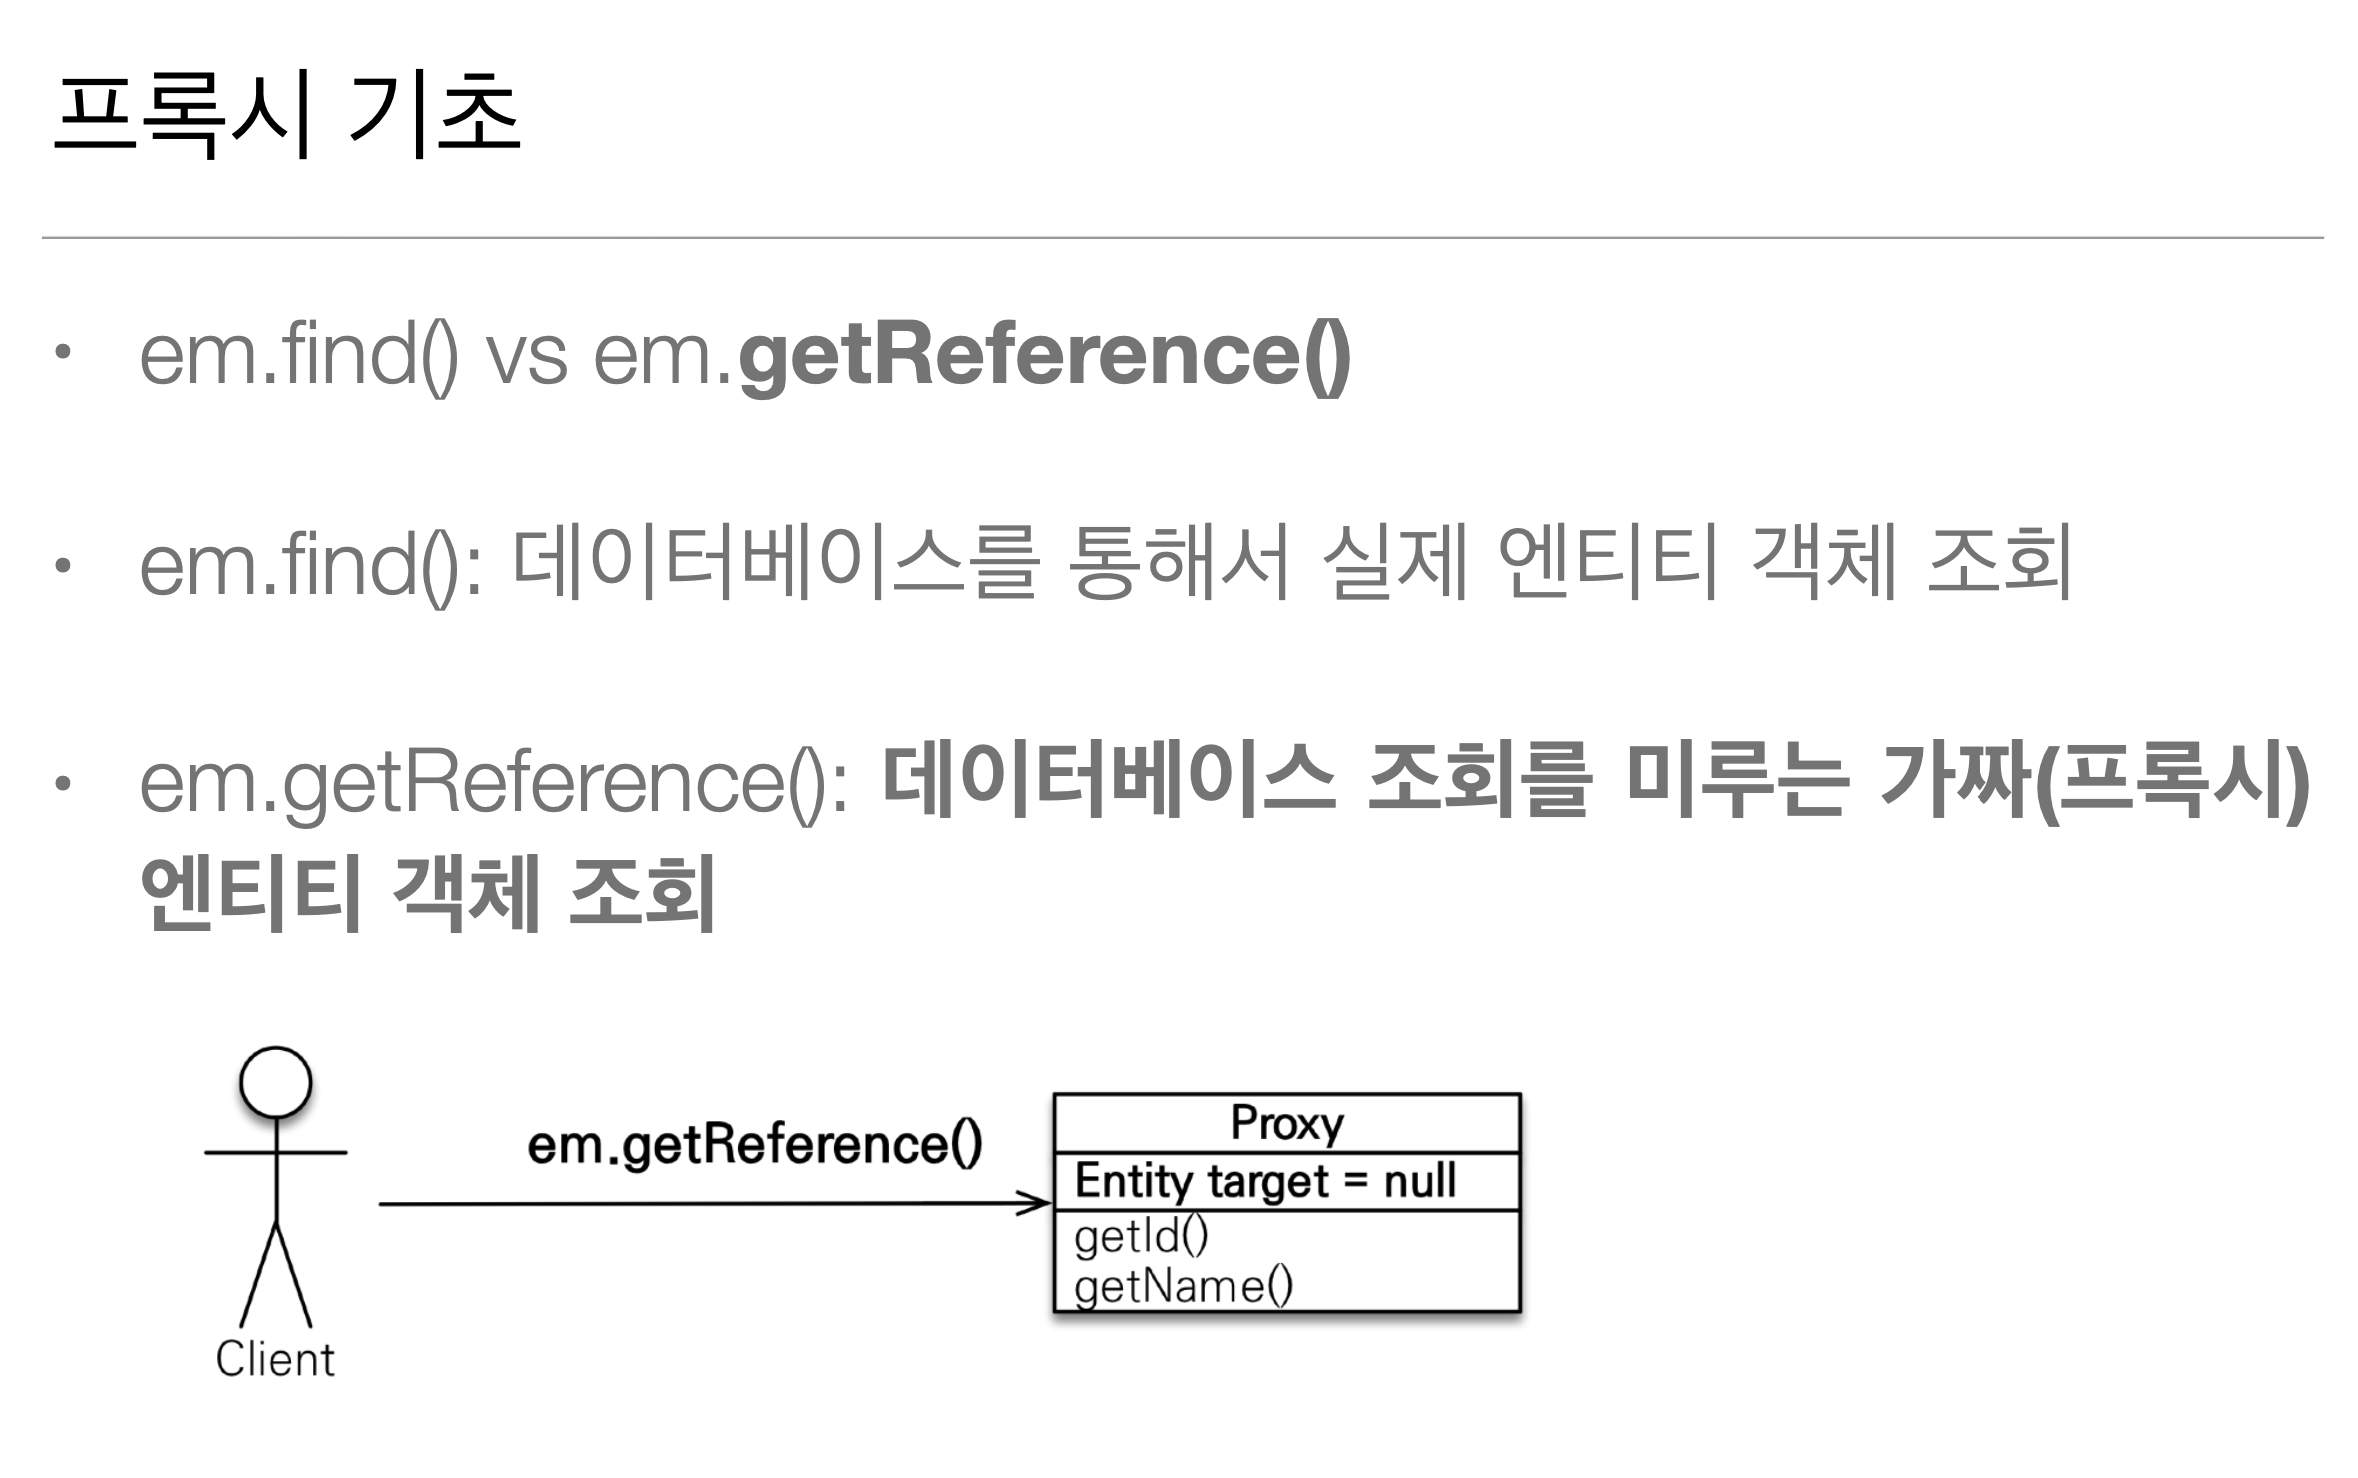 프록시 기초
• em.find() vs em.getReference()
• em.find(): 데이터베이스를 통해서 실제 엔티티 객체 조회
• em.getReference(): 데이터베이스 조회를 미루는 가짜(프록시)
엔티티 객체 조회
em.getReference()
Proxy
Entity target = null
getId()
getName()
Client